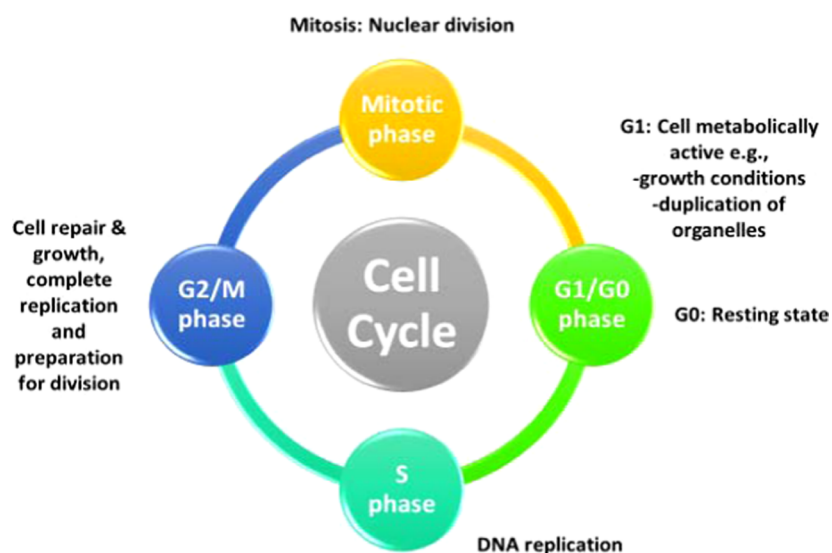 Mitosis: Nuclear division
Mitotic
phase
G1: Cell metabolically
active e.g.,
-growth conditions
-duplication of
organelles
G1/G0
phase
G0: Resting state
S
phase
DNA replication
G2/M
phase
Cell repair &
growth,
complete
replication
and
preparation
for division
Cell
Cycle